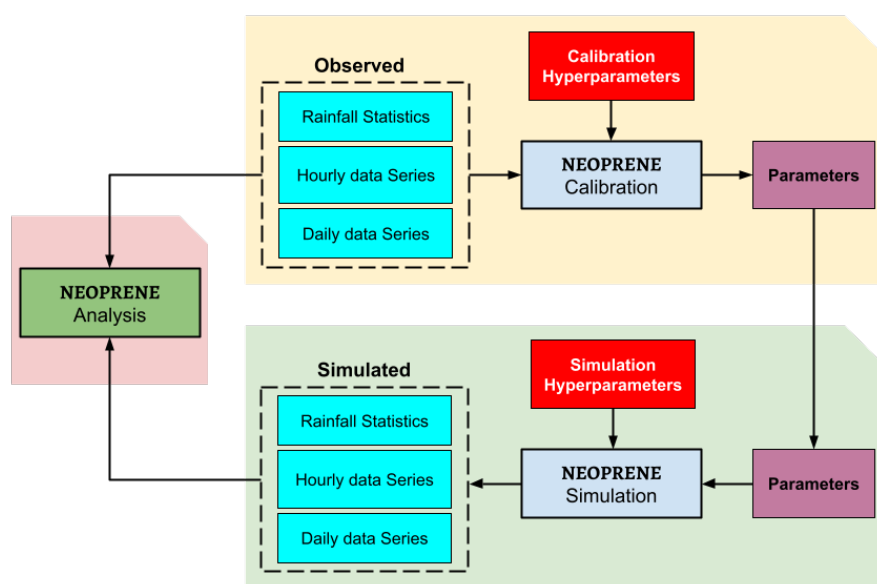 Observed
Rainfall Statistics
Hourly data Series
Daily data Series
Calibration
Hyperparameters
NEOPRENE
Calibration
Parameters
NEOPRENE
Analysis
Simulated
Rainfall Statistics
Hourly data Series
Daily data Series
Simulation
Hyperparameters
NEOPRENE
Simulation
Parameters